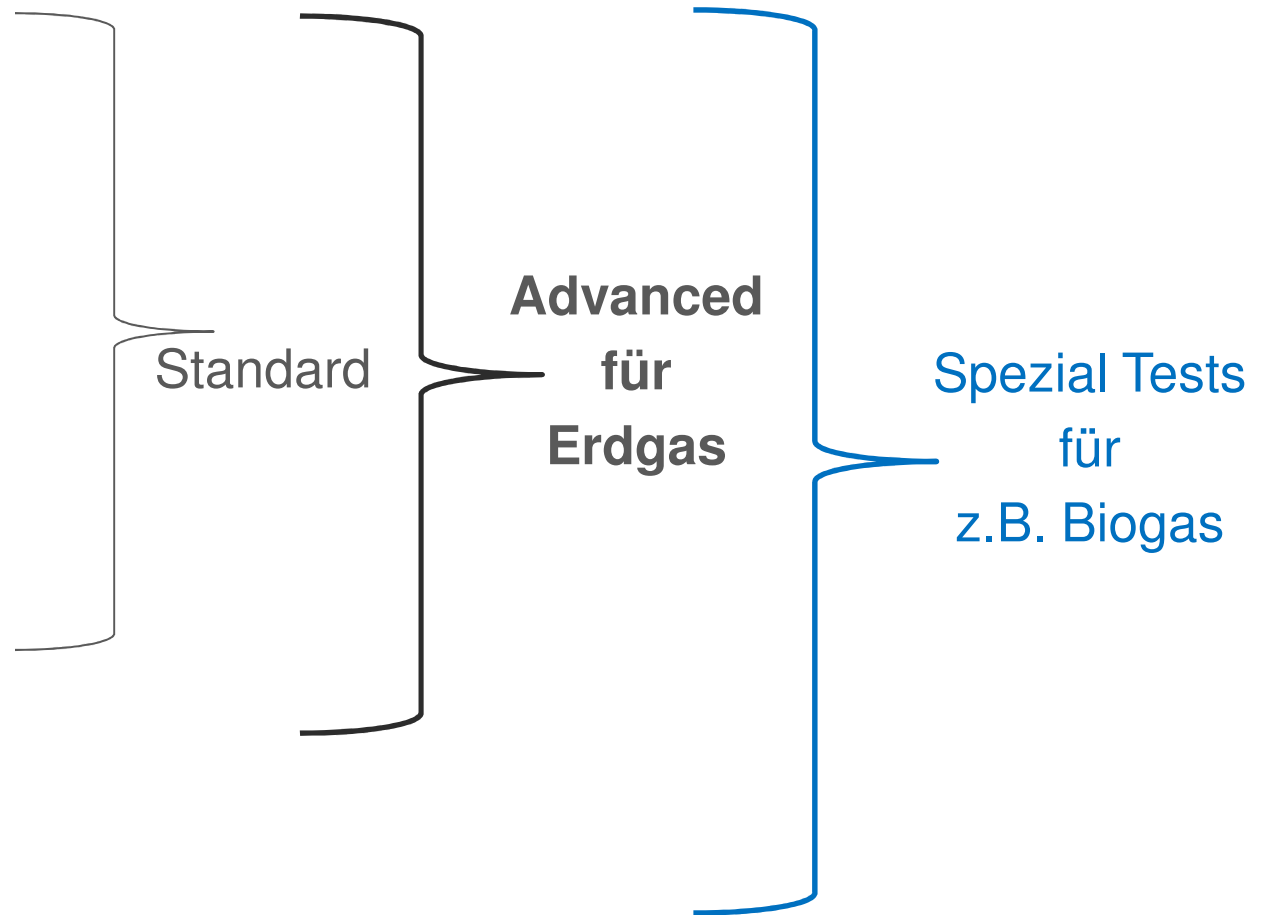 Standard
Advanced
für
Erdgas
Spezial Tests
für
z.B. Biogas